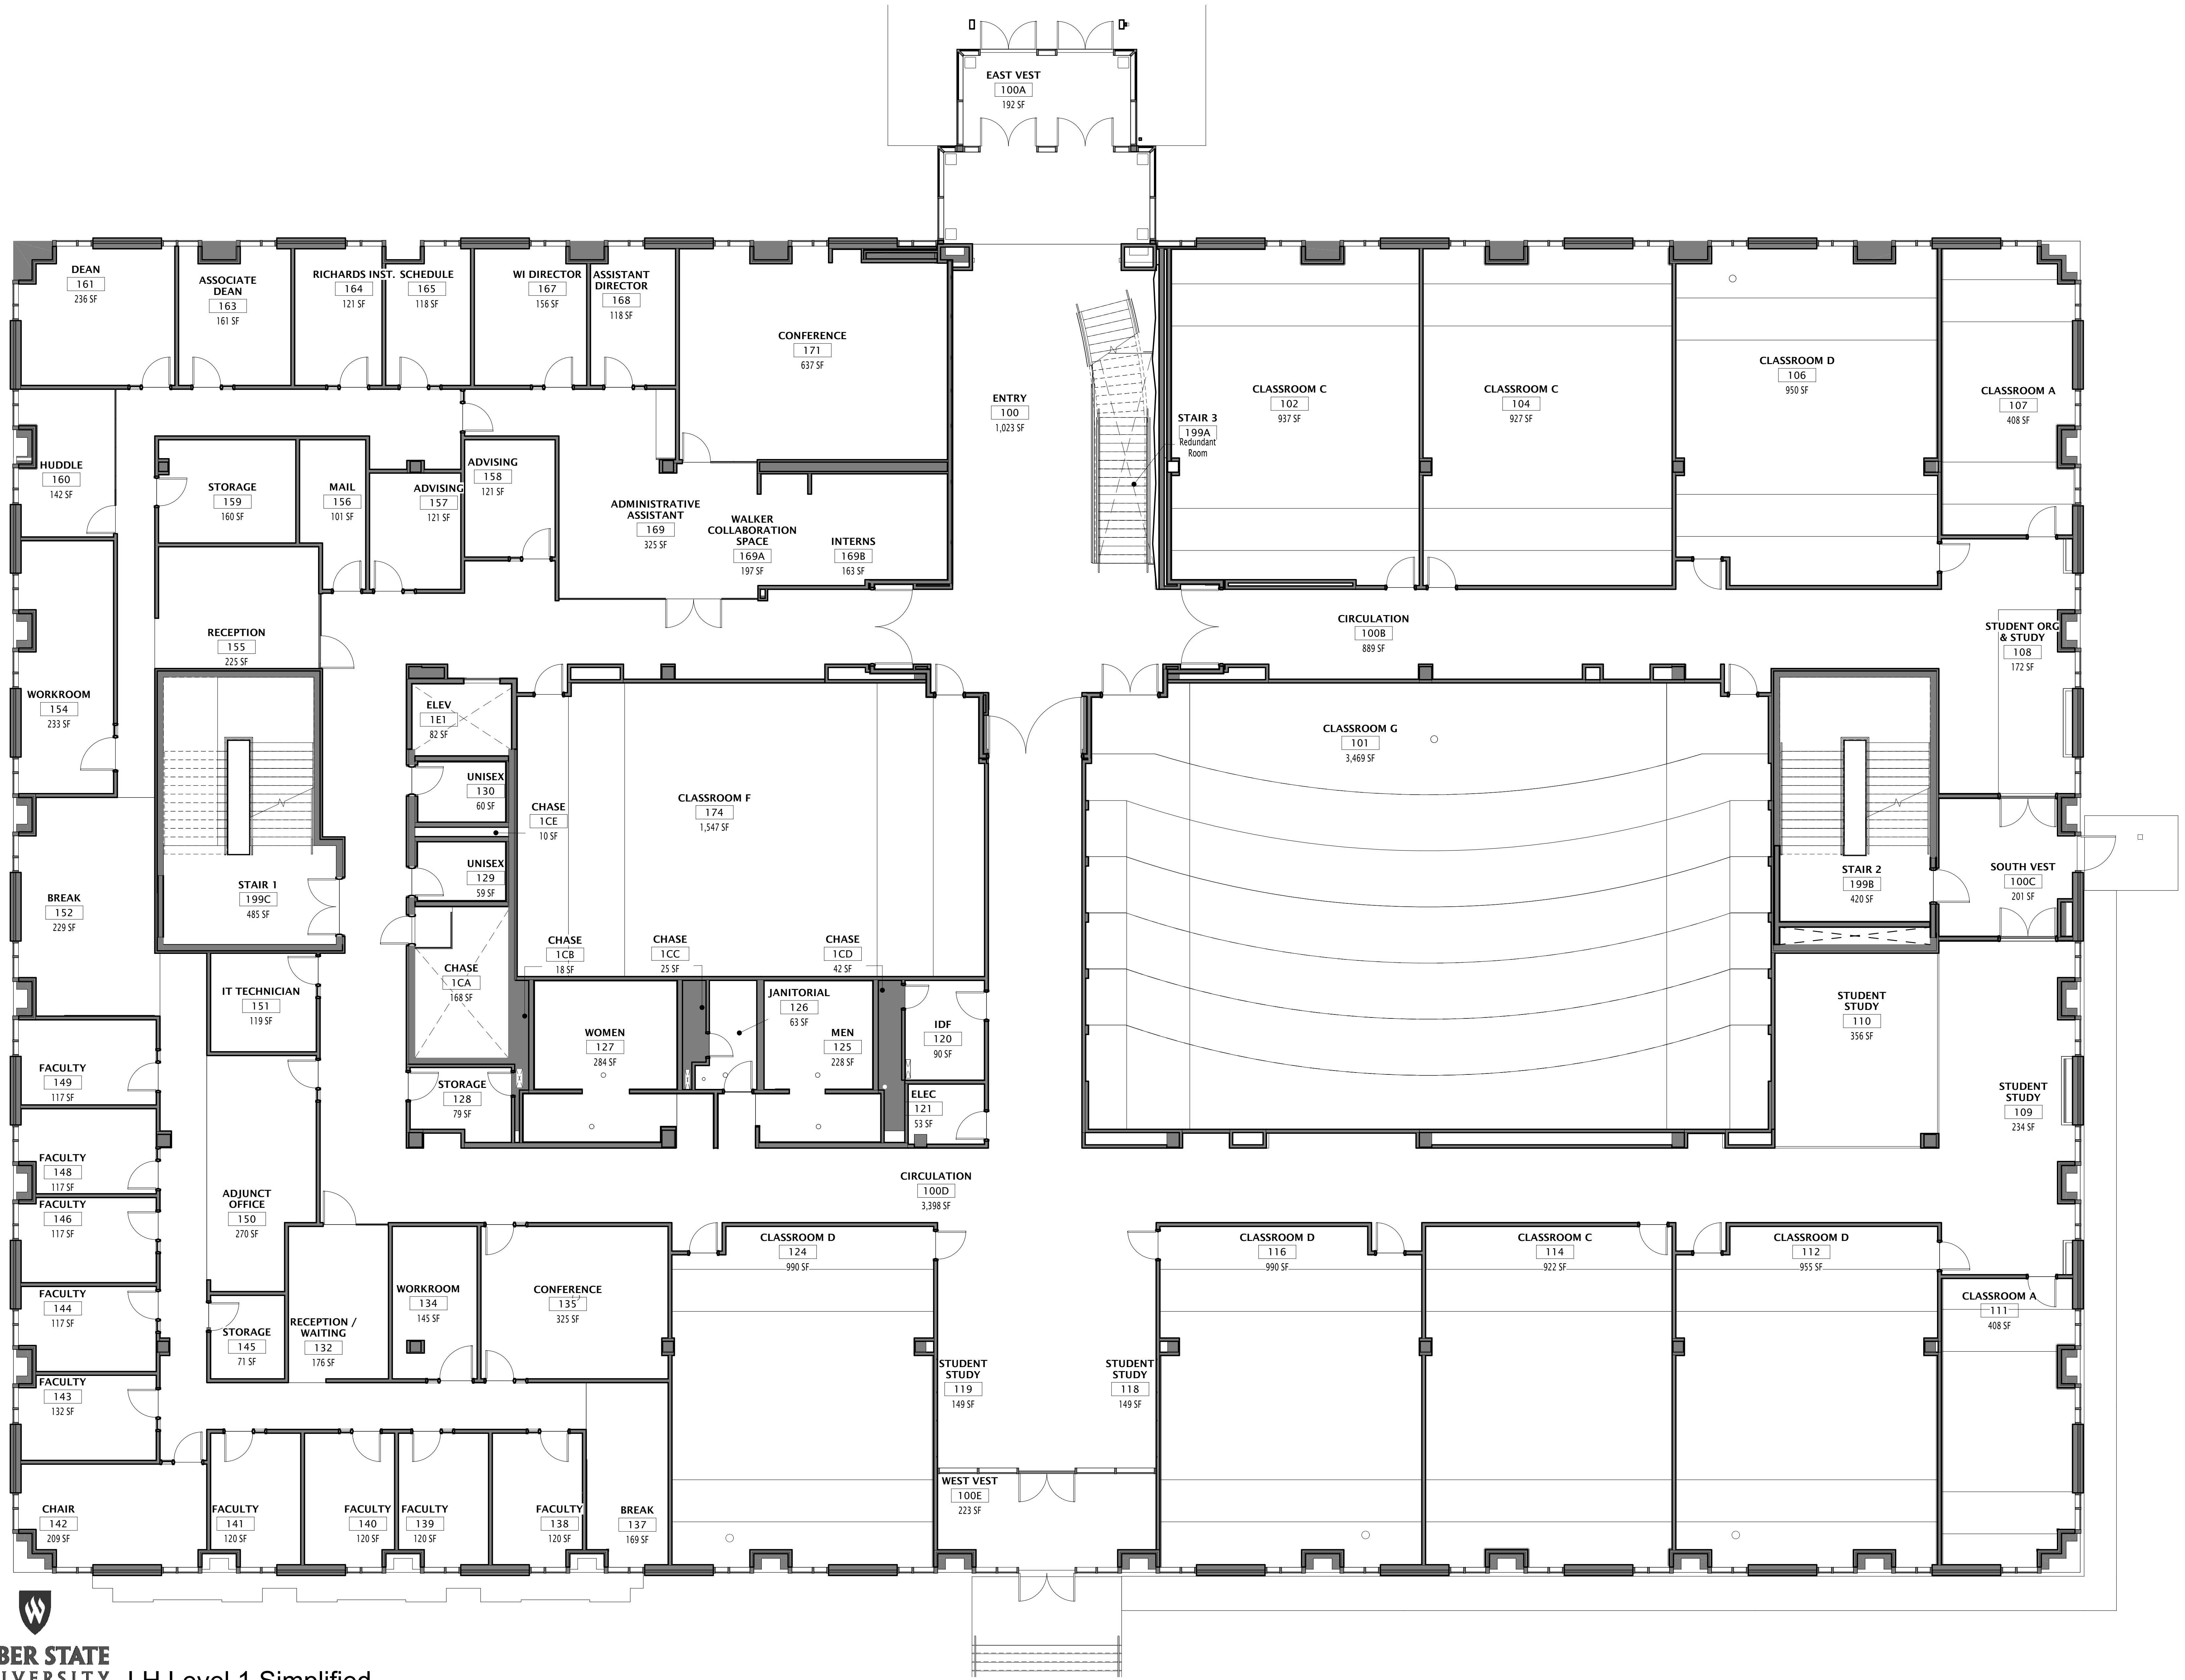 EAST VEST
100A
192 SF
DEAN
161
236 SF
ASSOCIATE
DEAN
163
161 SF
RICHARDS INST.
164
121 SF
SCHEDULE
165
118 SF
WI DIRECTOR
167
156 SF
ASSISTANT
DIRECTOR
168
118 SF
CONFERENCE
171
637 SF
ENTRY
100
1,023 SF
STAIR 3
199A
Redundant
Room
CLASSROOM C
102
937 SF
CLASSROOM C
104
927 SF
CLASSROOM D
106
950 SF
CLASSROOM A
107
408 SF
HUDDLE
160
142 SF
STORAGE
159
160 SF
MAIL
156
101 SF
ADVISING
157
121 SF
ADVISING
158
121 SF
ADMINISTRATIVE
ASSISTANT
169
325 SF
WALKER
COLLABORATION
SPACE
169A
197 SF
INTERNS
169B
163 SF
RECEPTION
155
225 SF
CIRCULATION
100B
889 SF
STUDENT ORG
& STUDY
108
172 SF
WORKROOM
154
233 SF
ELEV
1E1
82 SF
UNISEX
130
60 SF
CHASE
1CE
10 SF
CLASSROOM F
174
1,547 SF
CLASSROOM G
101
3,469 SF
UNISEX
129
59 SF
STAIR 1
199C
485 SF
BREAK
152
229 SF
STAIR 2
199B
420 SF
SOUTH VEST
100C
201 SF
CHASE
1CA
168 SF
CHASE
1CB
18 SF
CHASE
1CC
25 SF
CHASE
1CD
42 SF
IT TECHNICIAN
151
119 SF
WOMEN
127
284 SF
JANITORIAL
126
63 SF
MEN
125
228 SF
IDF
120
90 SF
STUDENT
STUDY
110
356 SF
FACULTY
149
117 SF
STORAGE
128
79 SF
ELEC
121
53 SF
STUDENT
STUDY
109
234 SF
FACULTY
148
117 SF
FACULTY
146
117 SF
ADJUNCT
OFFICE
150
270 SF
CIRCULATION
100D
3,398 SF
FACULTY
144
117 SF
STORAGE
145
71 SF
RECEPTION /
WAITING
132
176 SF
WORKROOM
134
145 SF
CONFERENCE
135
325 SF
CLASSROOM D
124
990 SF
CLASSROOM D
116
990 SF
CLASSROOM C
114
922 SF
CLASSROOM D
112
955 SF
CLASSROOM A
111
408 SF
FACULTY
143
132 SF
STUDENT
STUDY
119
149 SF
STUDENT
STUDY
118
149 SF
CHAIR
142
209 SF
FACULTY
141
120 SF
FACULTY
140
120 SF
FACULTY
139
120 SF
FACULTY
138
120 SF
BREAK
137
169 SF
WEST VEST
100E
223 SF
BER STATE
IVERSITY
LH Level 1 Simplified